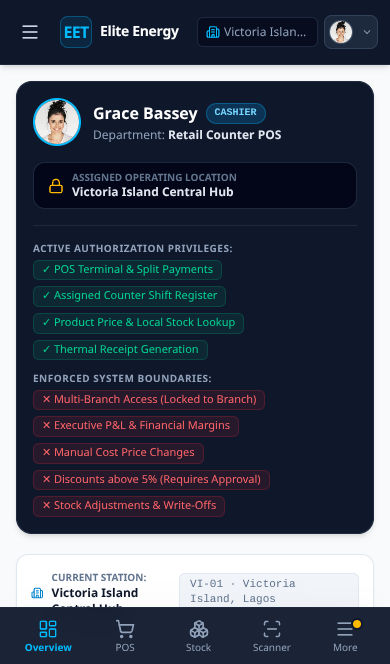 EET Elite Energy Victoria Islan...
Grace Bassey CASHIER
Department: Retail Counter POS
ASSIGNED OPERATING LOCATION
Victoria Island Central Hub
ACTIVE AUTHORIZATION PRIVILEGES:
✓ POS Terminal & Split Payments
✓ Assigned Counter Shift Register
✓ Product Price & Local Stock Lookup
✓ Thermal Receipt Generation
ENFORCED SYSTEM BOUNDARIES:
✕ Multi-Branch Access (Locked to Branch)
✕ Executive P&L & Financial Margins
✕ Manual Cost Price Changes
✕ Discounts above 5% (Requires Approval)
✕ Stock Adjustments & Write-Offs
CURRENT STATION:
Victoria Island
Central Hub
VI-01 · Victoria
Island, Lagos
Overview POS Stock Scanner More